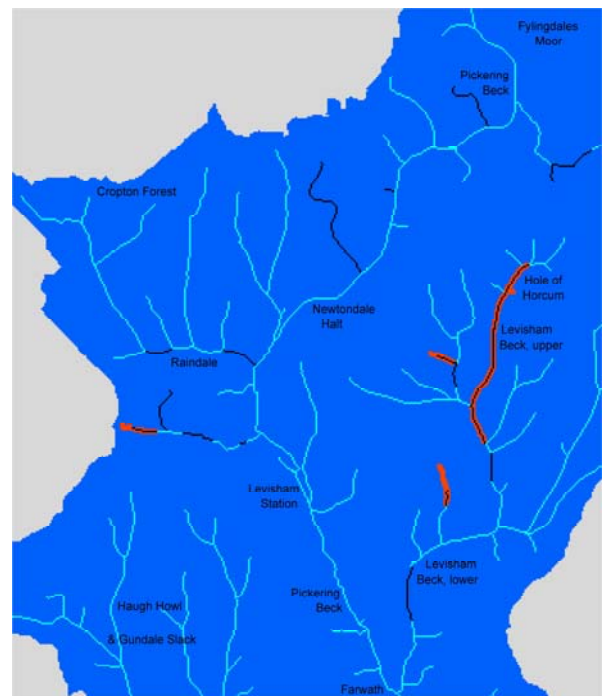 Fylingdales
Moor
Pickering
Beck
Cropton Forest
Hole of
Horcum
Newtondale
Halt
Levisham
Beck, upper
Raindale
Levisham
Station
Levisham
Beck, lower
Pickering
Beck
Haugh Howl
& Gundale Slack
Farwath